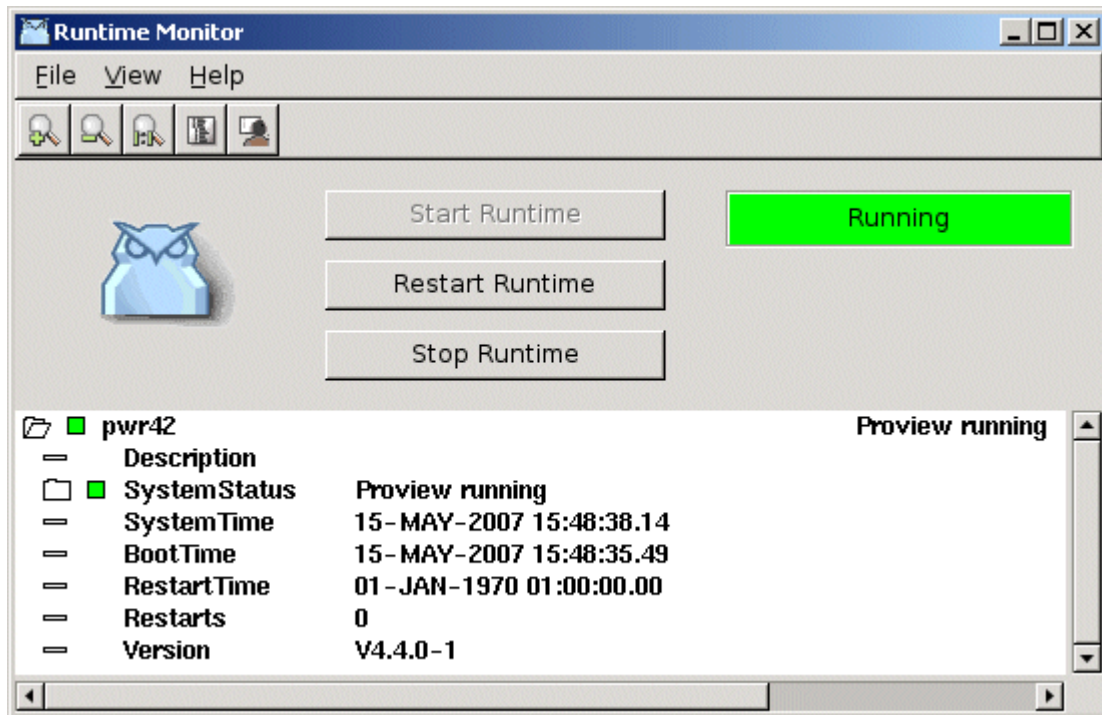 Runtime Monitor
File View Help
Start Runtime
Running
Restart Runtime
Stop Runtime
pwr42 Proview running
Description
SystemStatus Proview running
SystemTime 15-MAY-2007 15:48:38.14
BootTime 15-MAY-2007 15:48:35.49
RestartTime 01-JAN-1970 01:00:00.00
Restarts 0
Version V4.4.0-1